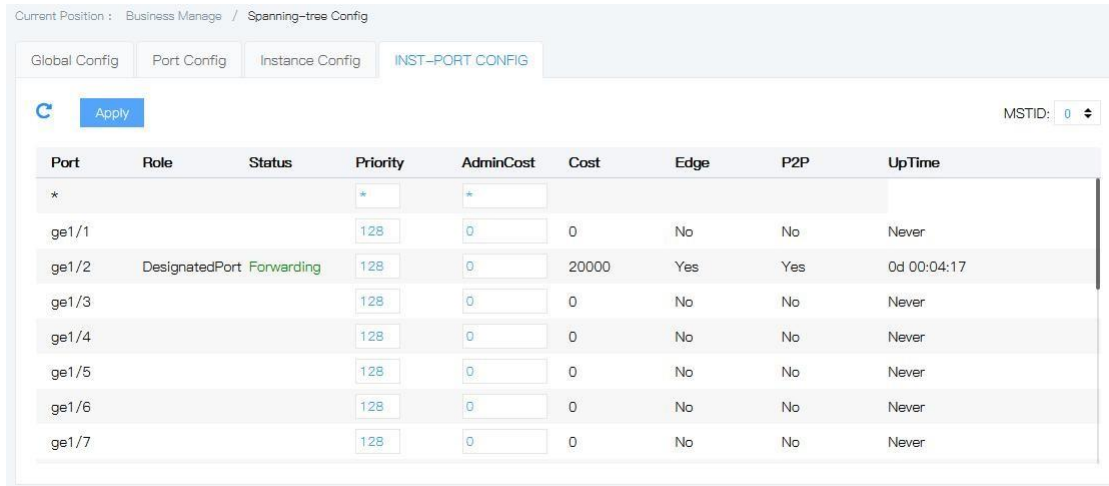 Current Position : Business Manage / Spanning-tree Config
Global Config Port Config Instance Config INST-PORT CONFIG
Apply MSTID: 0
Port Role Status Priority AdminCost Cost Edge P2P UpTime
* * *
ge1/1 128 0 0 No No Never
ge1/2 DesignatedPort Forwarding 128 0 20000 Yes Yes 0d 00:04:17
ge1/3 128 0 0 No No Never
ge1/4 128 0 0 No No Never
ge1/5 128 0 0 No No Never
ge1/6 128 0 0 No No Never
ge1/7 128 0 0 No No Never